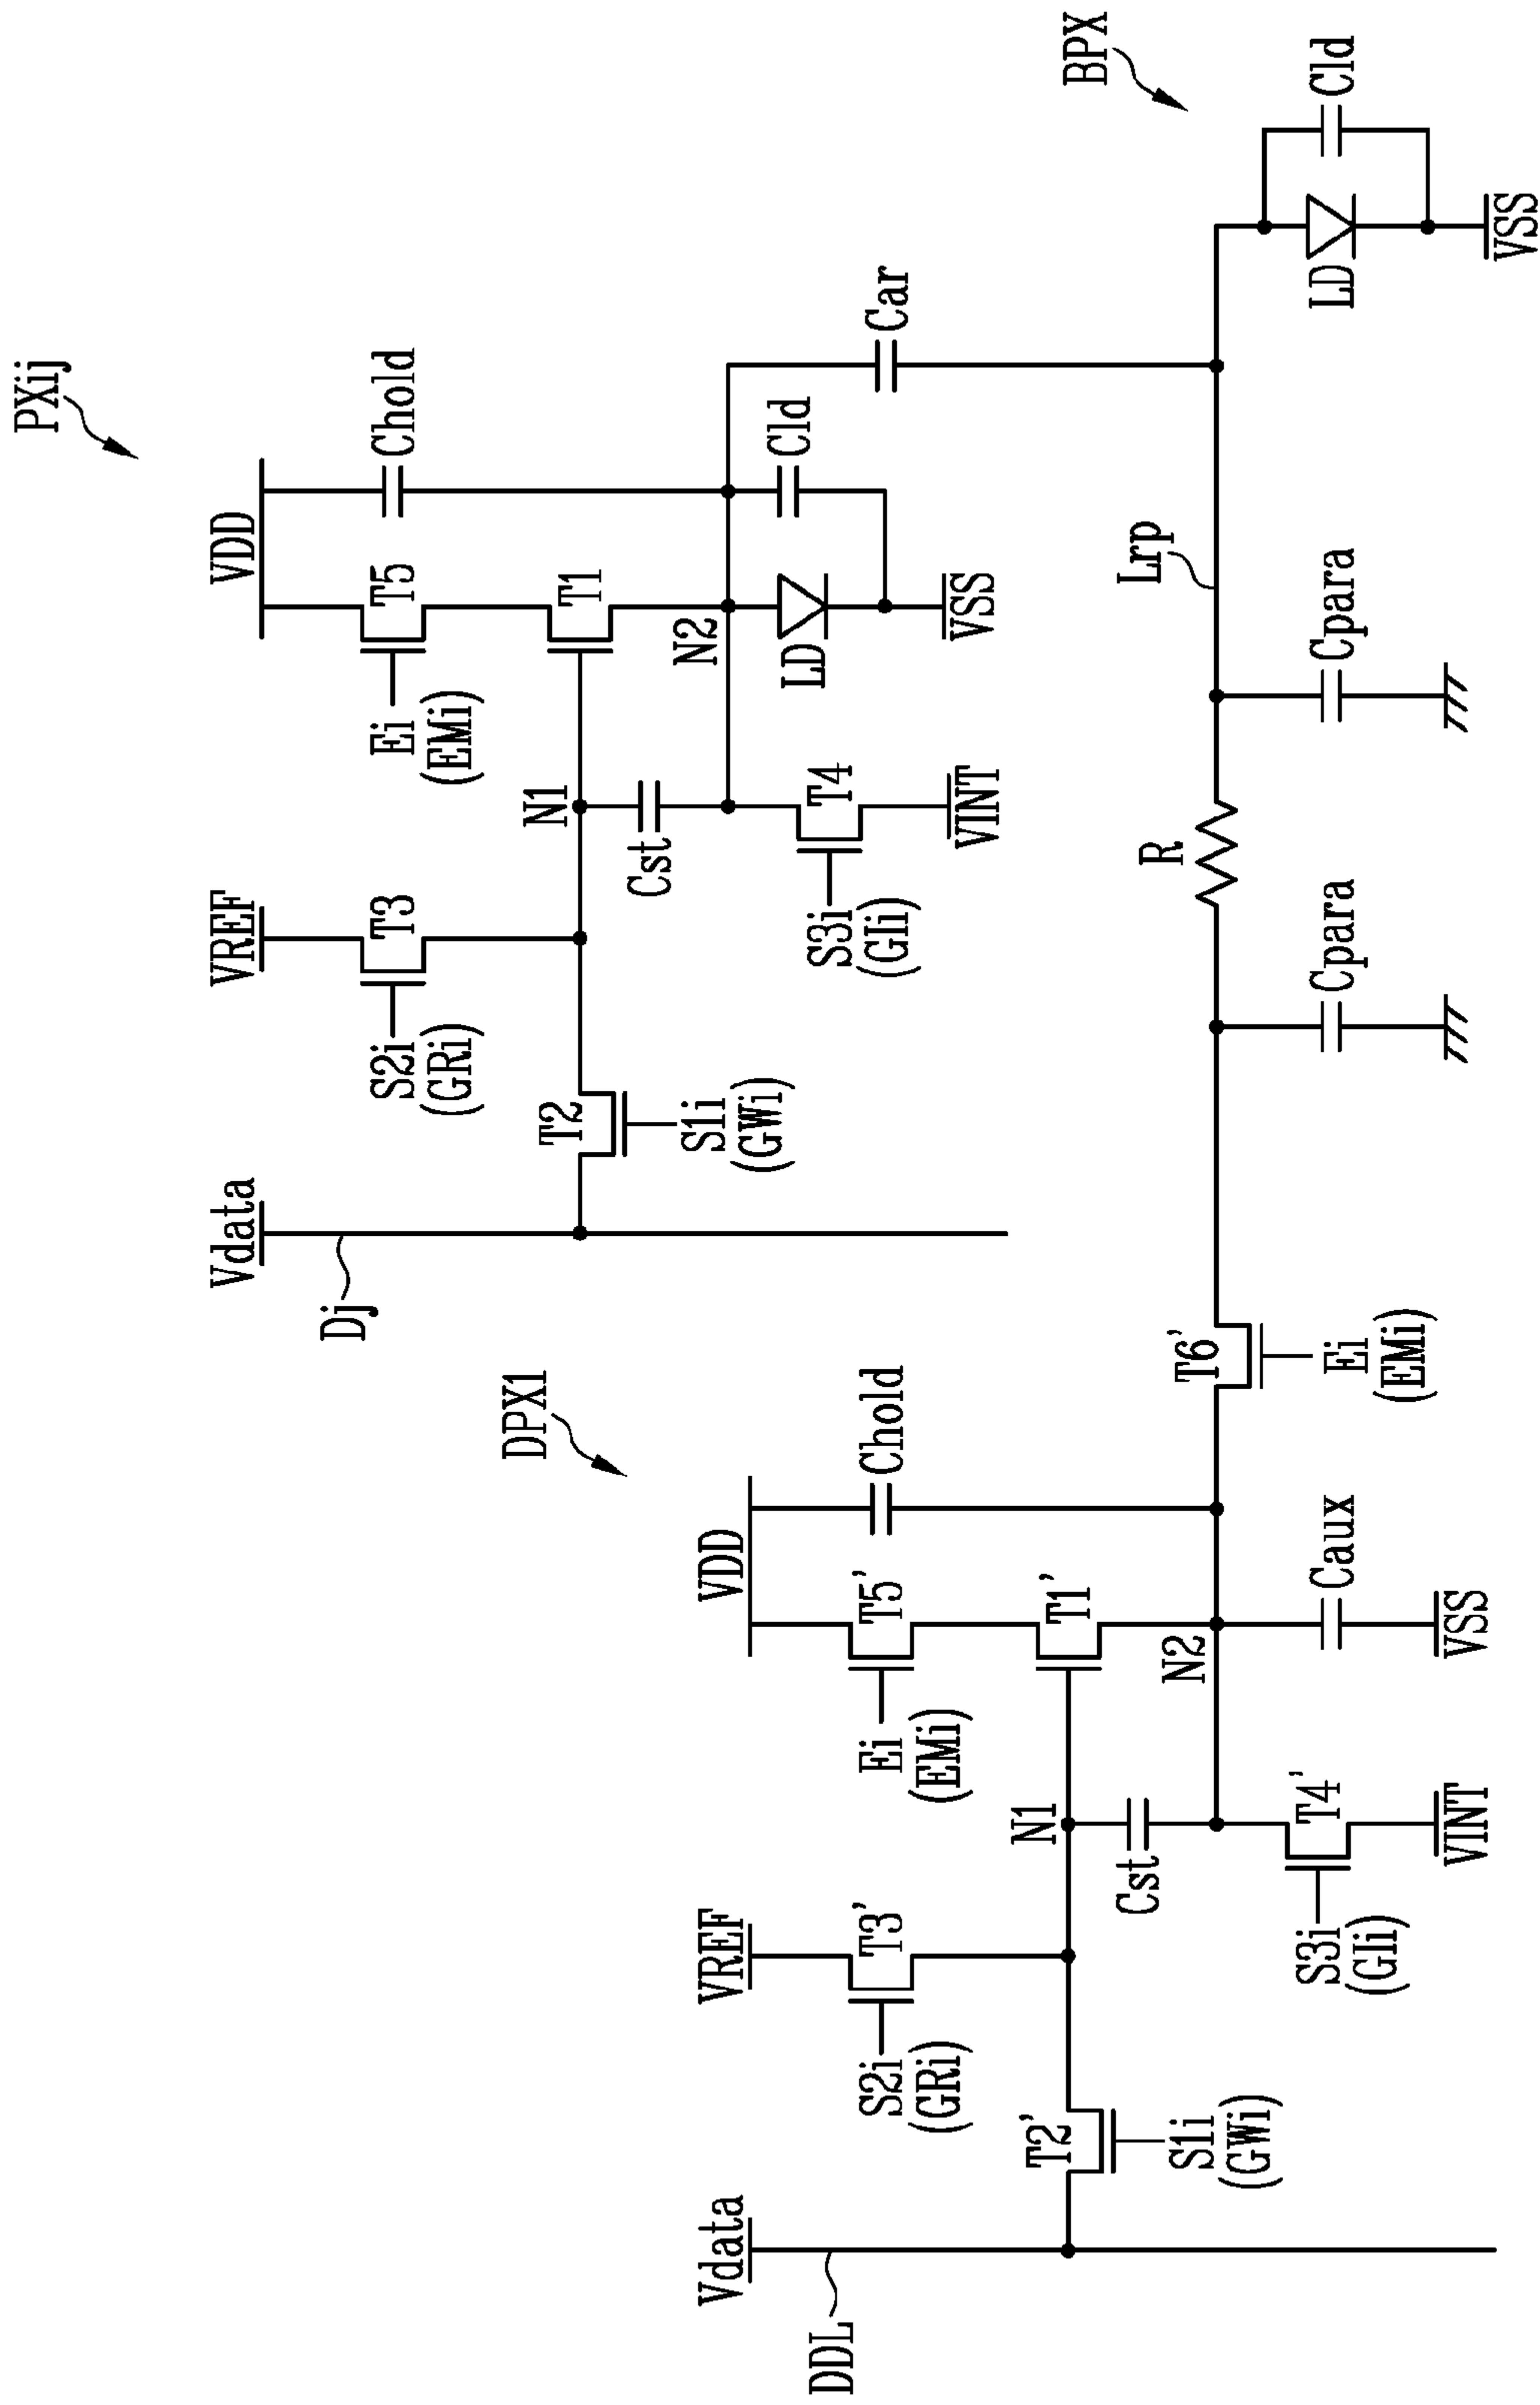 PXij
VDD
Chold
T5
Ei
(EMi)
T1
VREF
T3
S2i
(GRi)
N1
N2
Cst
Cld
LD
VSS
Car
T4
S3i
(GIi)
VINT
Vdata
Dj
T2
S1i
(GWi)
BPX
Cld
LD
VSS
Lrp
R
Cpara
Cpara
T6'
Ei
(EMi)
DPX1
VDD
Chold
T5'
Ei
(EMi)
T1'
VREF
T3'
S2i
(GRi)
N1
N2
Cst
Caux
VSS
T4'
S3i
(GIi)
VINT
Vdata
DDL
T2'
S1i
(GWi)